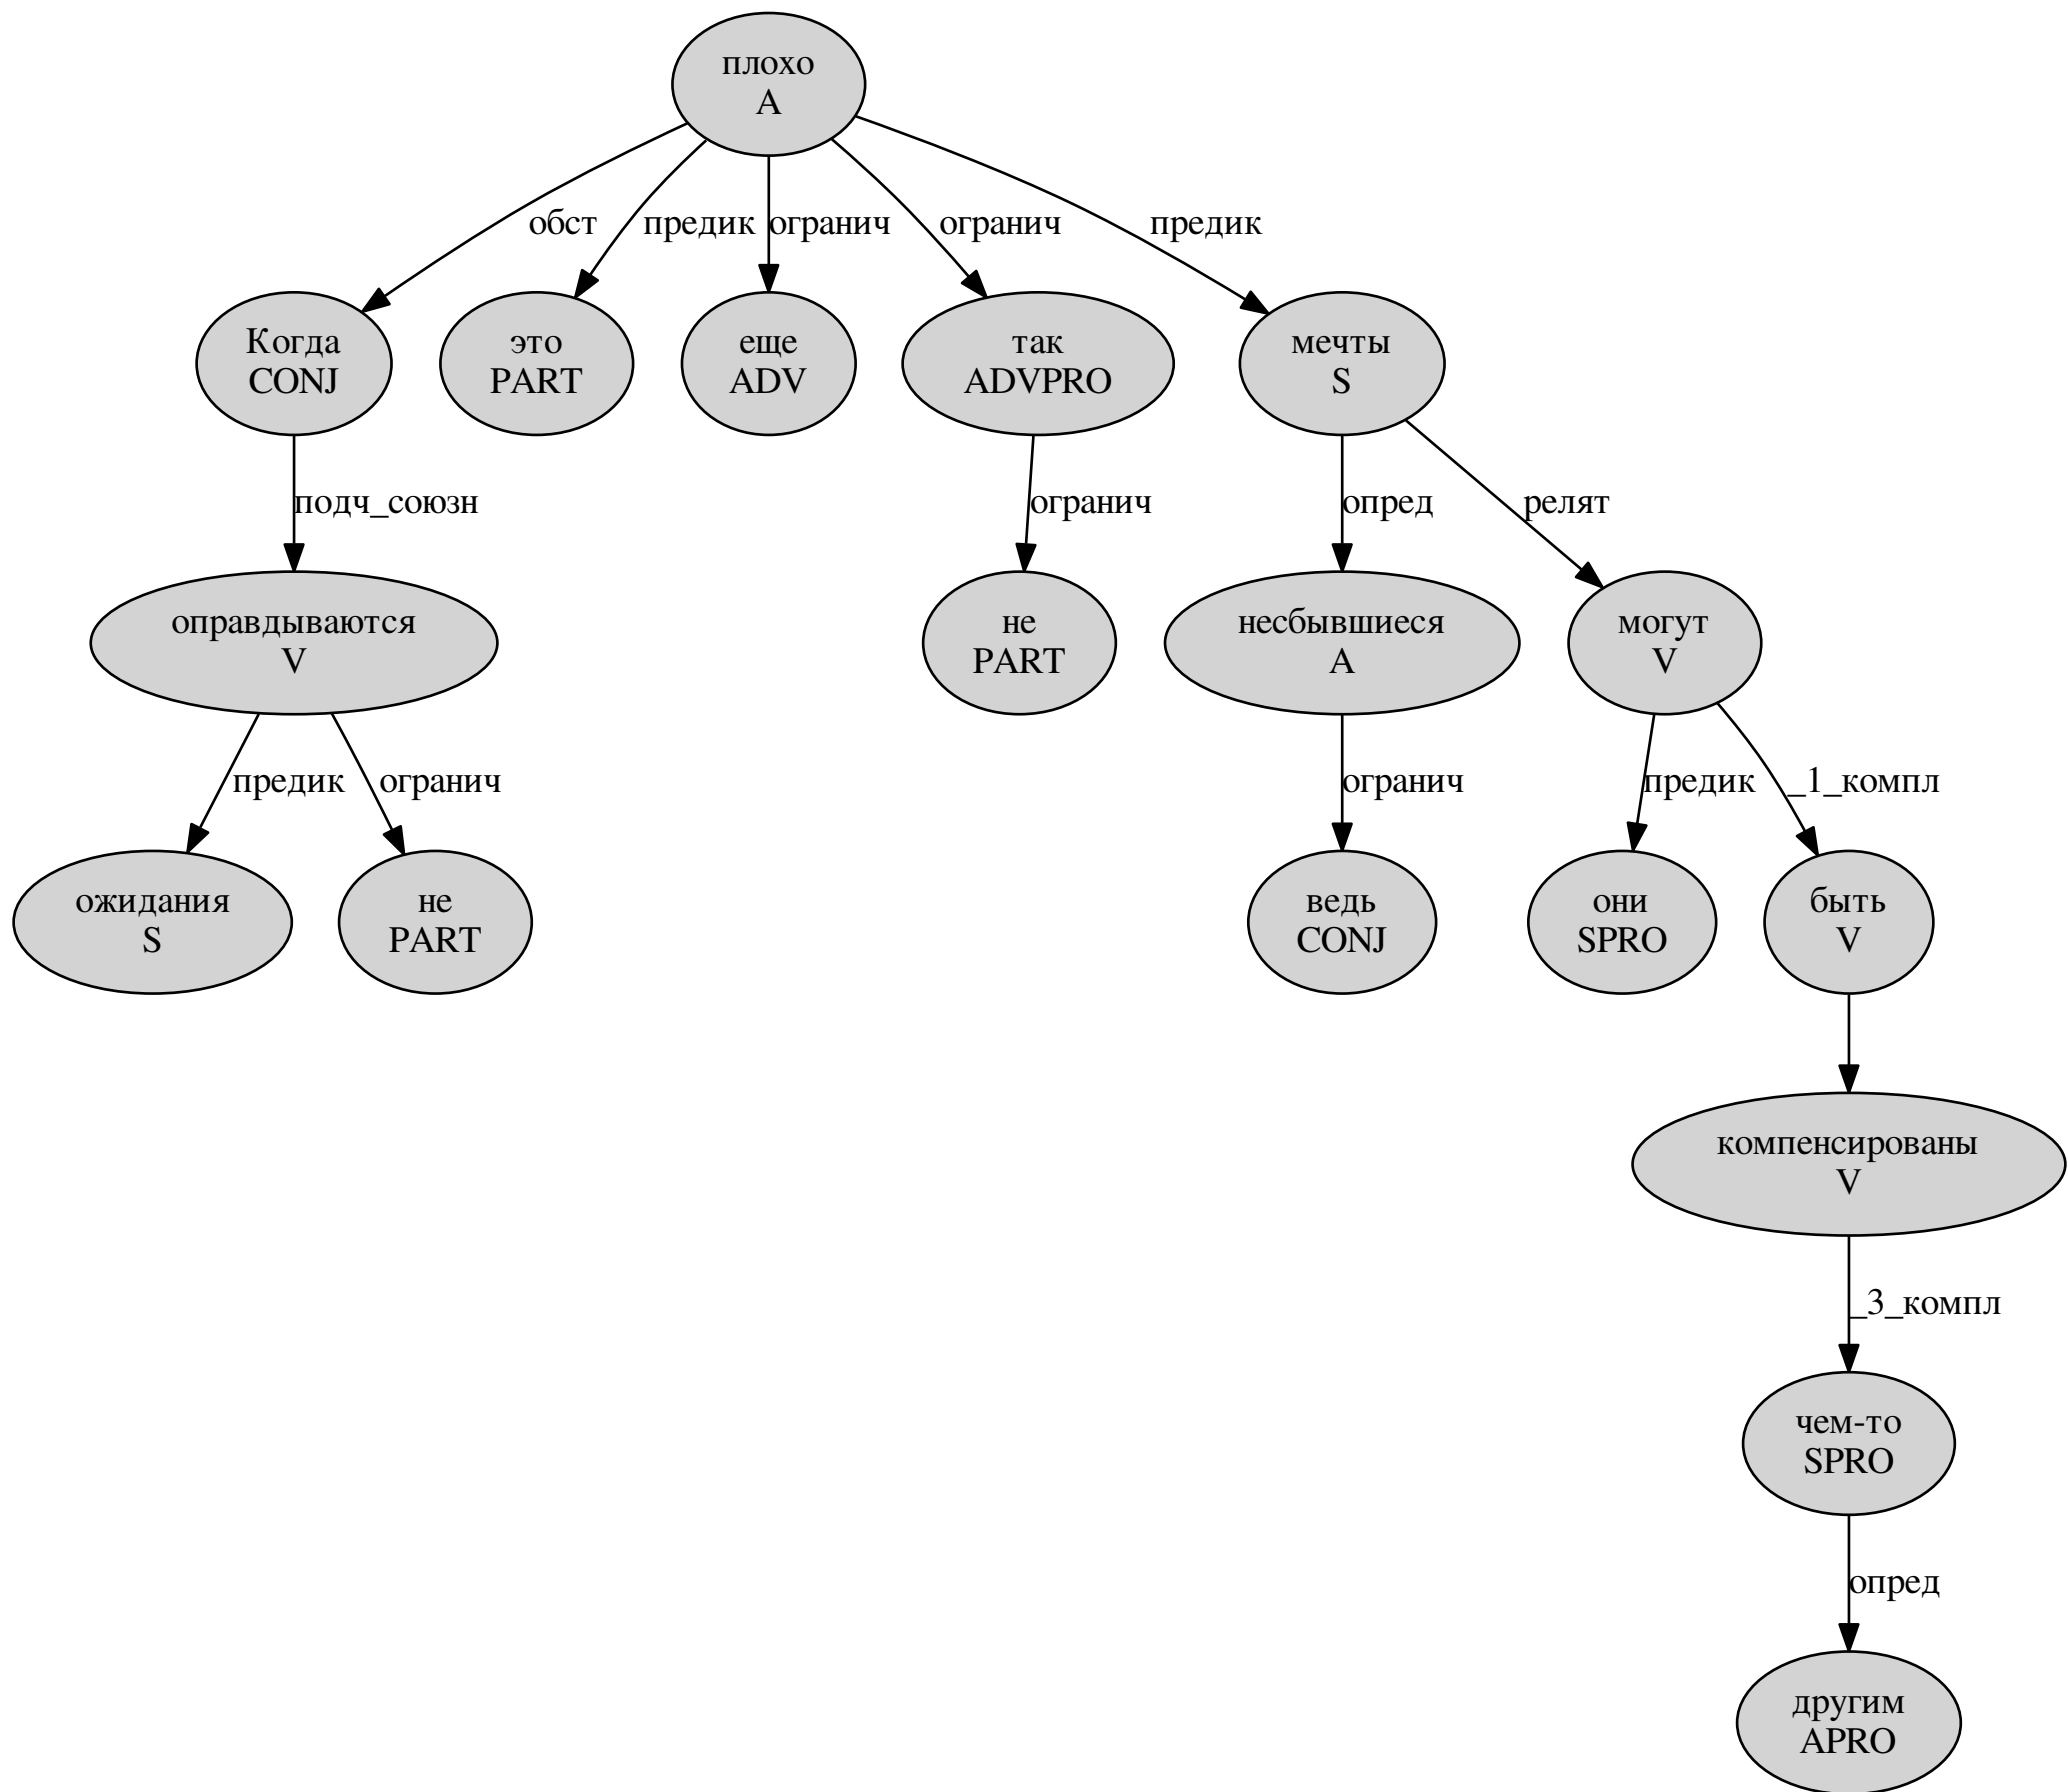 плохо
A
обст
предик
огранич
огранич
предик
Когда
CONJ
это
PART
еще
ADV
так
ADVPRO
мечты
S
подч_союзн
огранич
опред
релят
оправдываются
V
не
PART
несбывшиеся
A
могут
V
предик
огранич
огранич
предик
_1_компл
ожидания
S
не
PART
ведь
CONJ
они
SPRO
быть
V
компенсированы
V
_3_компл
чем-то
SPRO
опред
другим
APRO